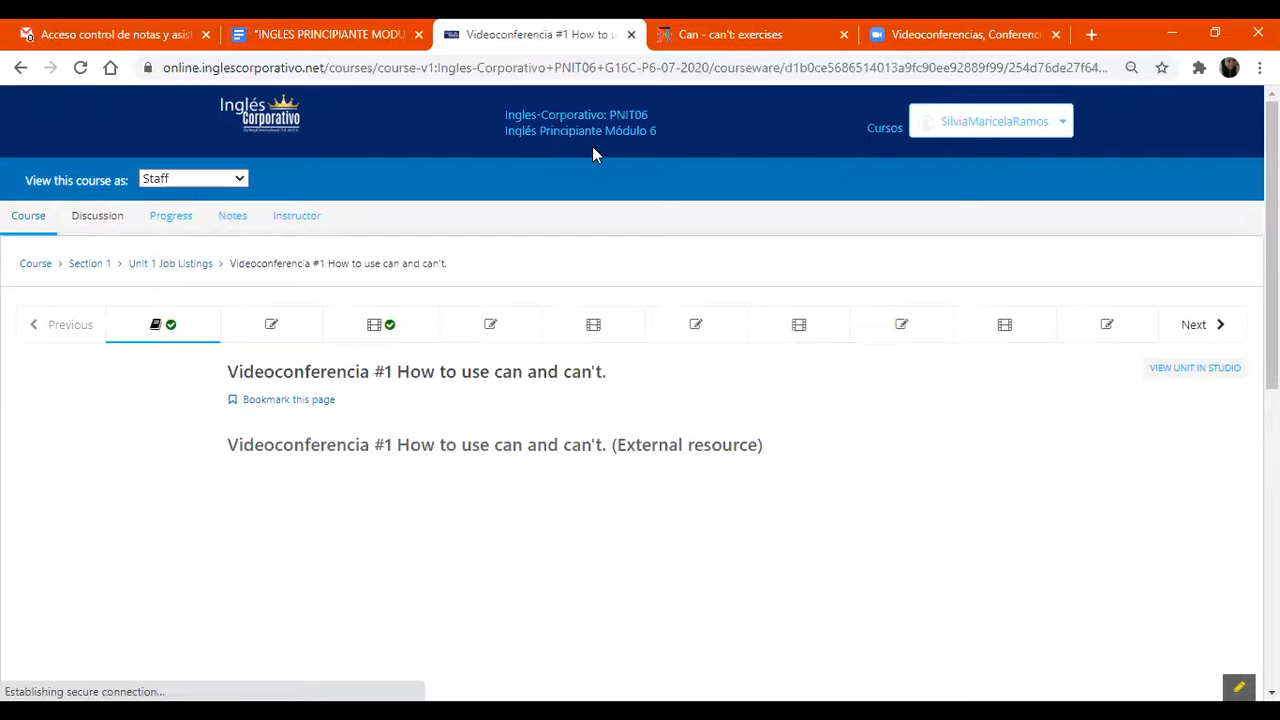 Acceso control de notas y asis
"INGLES PRINCIPIANTE MODU
Videoconferencia #1 How to u
Can - can't exercises
Videoconferencias, Conferenci
online.inglescorporativo.net/courses/course-v1:Ingles-Corporativo+PNIT06+G16C-P6-07-2020/courseware/d1b0ce5686514013a9fc90ee92889f99/254d76de27f64...
Inglés
Corporativo
Ingles-Corporativo: PNIT06
Inglés Principiante Módulo 6
Cursos
SilviaMaricelaRamos
View this course as: Staff
Course Discussion Progress Notes Instructor
Course > Section 1 > Unit 1 Job Listings > Videoconferencia #1 How to use can and can't.
Previous
Next
Videoconferencia #1 How to use can and can't.
VIEW UNIT IN STUDIO
Bookmark this page
Videoconferencia #1 How to use can and can't. (External resource)
Establishing secure connection...